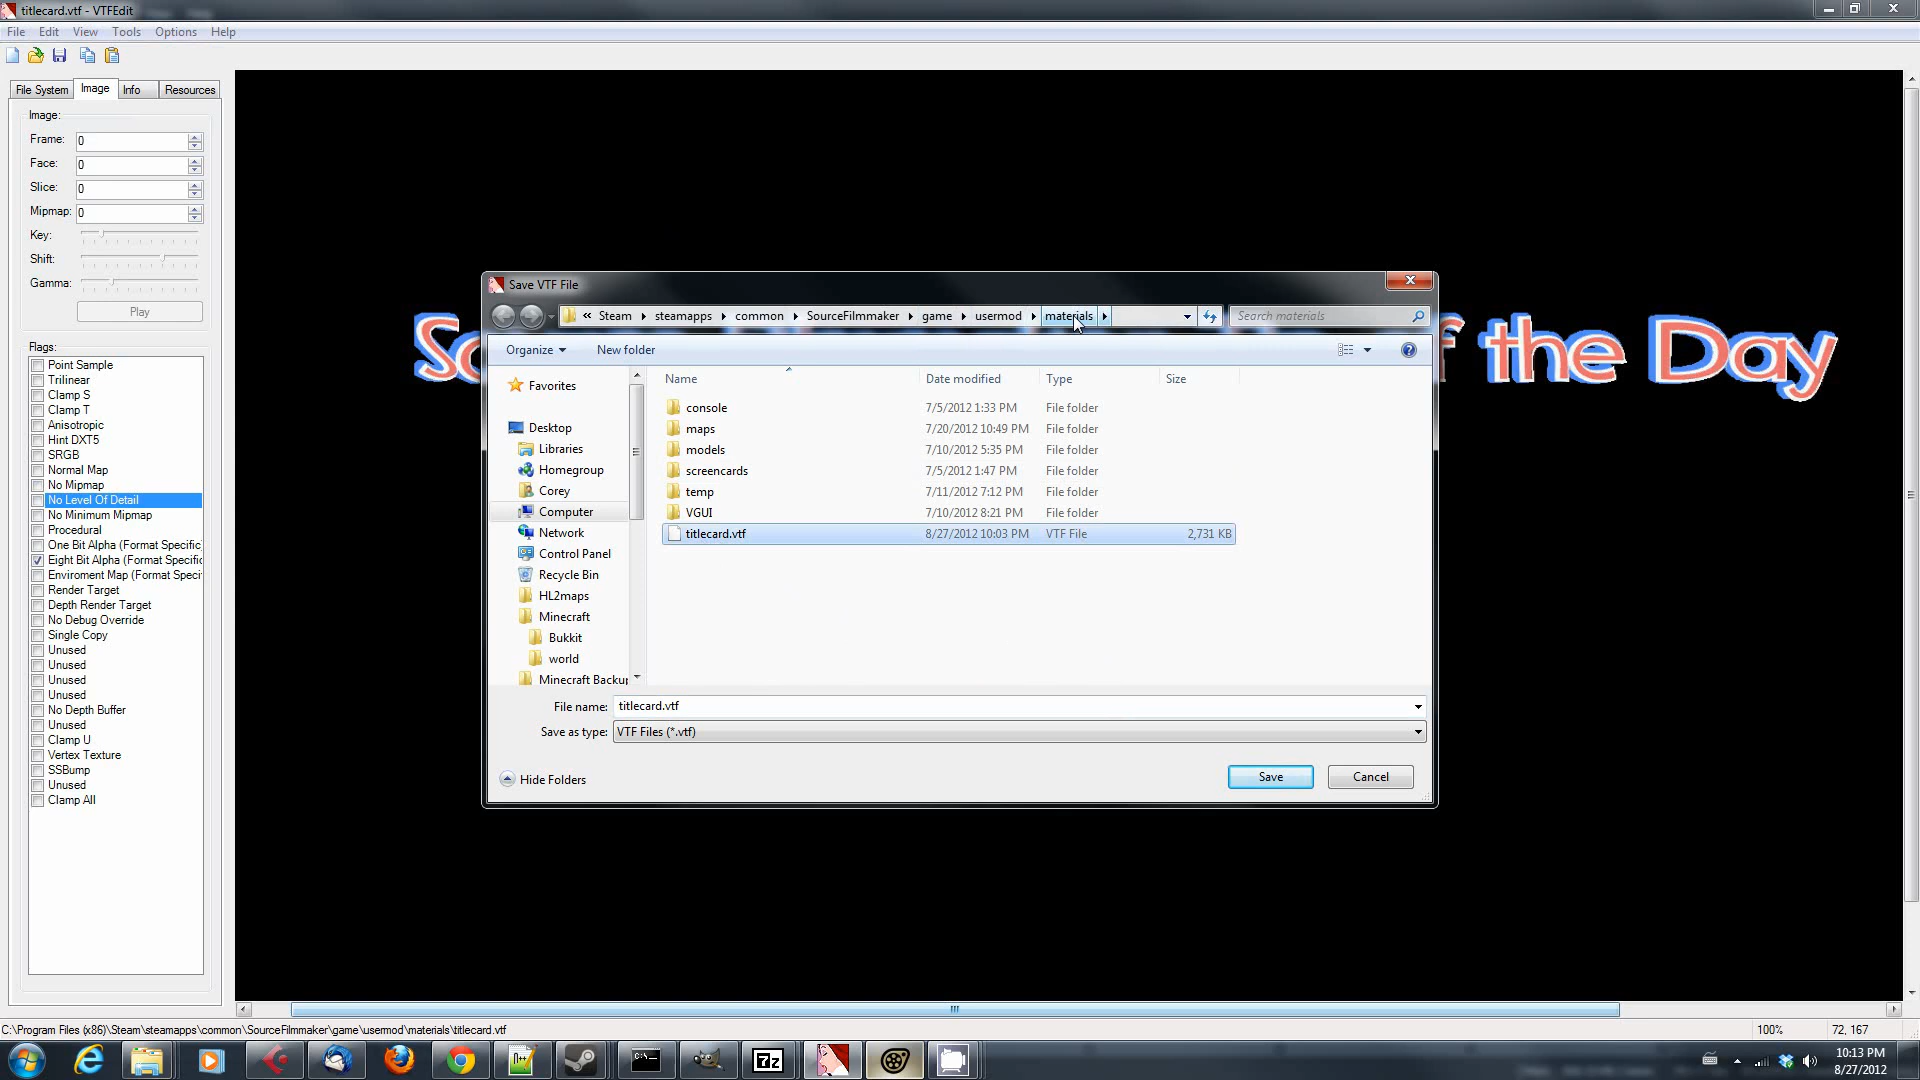 titlecard.vtf - VTFEdit
File Edit View Tools Options Help
File System Image Info Resources
Image:
Frame: 0
Face: 0
Slice: 0
Mipmap: 0
Key:
Shift:
Gamma:
Play
Flags:
Point Sample
Trilinear
Clamp S
Clamp T
Anisotropic
Hint DXT5
SRGB
Normal Map
No Mipmap
No Level Of Detail
No Minimum Mipmap
Procedural
One Bit Alpha (Format Specific
Eight Bit Alpha (Format Specific
Enviroment Map (Format Speci
Render Target
Depth Render Target
No Debug Override
Single Copy
Unused
Unused
Unused
Unused
No Depth Buffer
Unused
Clamp U
Vertex Texture
SSBump
Unused
Clamp All
the Day
Save VTF File
« Steam steamapps common SourceFilmmaker game usermod materials
Search materials
Organize New folder
Favorites
Desktop
Libraries
Homegroup
Corey
Computer
Network
Control Panel
Recycle Bin
HL2maps
Minecraft
Bukkit
world
Minecraft Backup
Name Date modified Type Size
console 7/5/2012 1:33 PM File folder
maps 7/20/2012 10:49 PM File folder
models 7/10/2012 5:35 PM File folder
screencards 7/5/2012 1:47 PM File folder
temp 7/11/2012 7:12 PM File folder
VGUI 7/10/2012 8:21 PM File folder
titlecard.vtf 8/27/2012 10:03 PM VTF File 2,731 KB
File name: titlecard.vtf
Save as type: VTF Files (*.vtf)
Hide Folders Save Cancel
C:\Program Files (x86)\Steam\steamapps\common\SourceFilmmaker\game\usermod\materials\titlecard.vtf 100% 72, 167
10:13 PM
8/27/2012